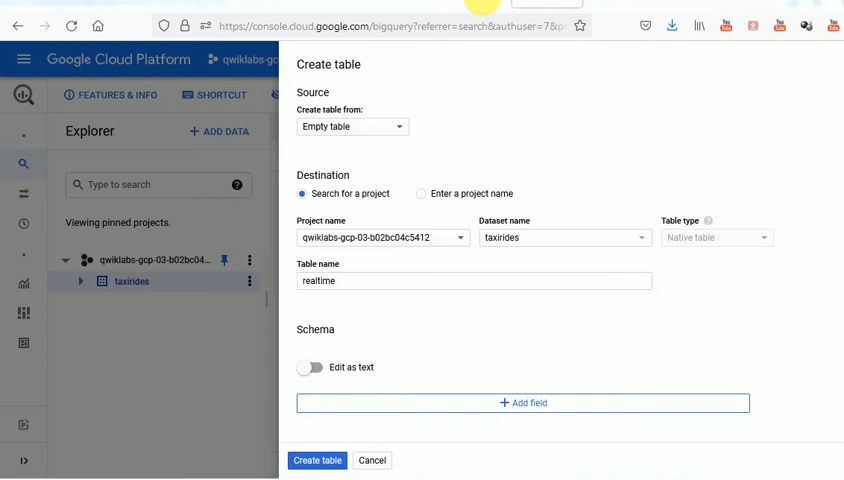 https://console.cloud.google.com/bigquery?referrer=search&authuser=7&p
Google Cloud Platform
qwiklabs-gc
FEATURES & INFO
SHORTCUT
Explorer
+ ADD DATA
Type to search
Viewing pinned projects.
qwiklabs-gcp-03-b02bc04...
taxirides
Create table
Source
Create table from:
Empty table
Destination
Search for a project
Enter a project name
Project name
Dataset name
Table type
qwiklabs-gcp-03-b02bc04c5412
taxirides
Native table
Table name
realtime
Schema
Edit as text
+ Add field
Create table
Cancel